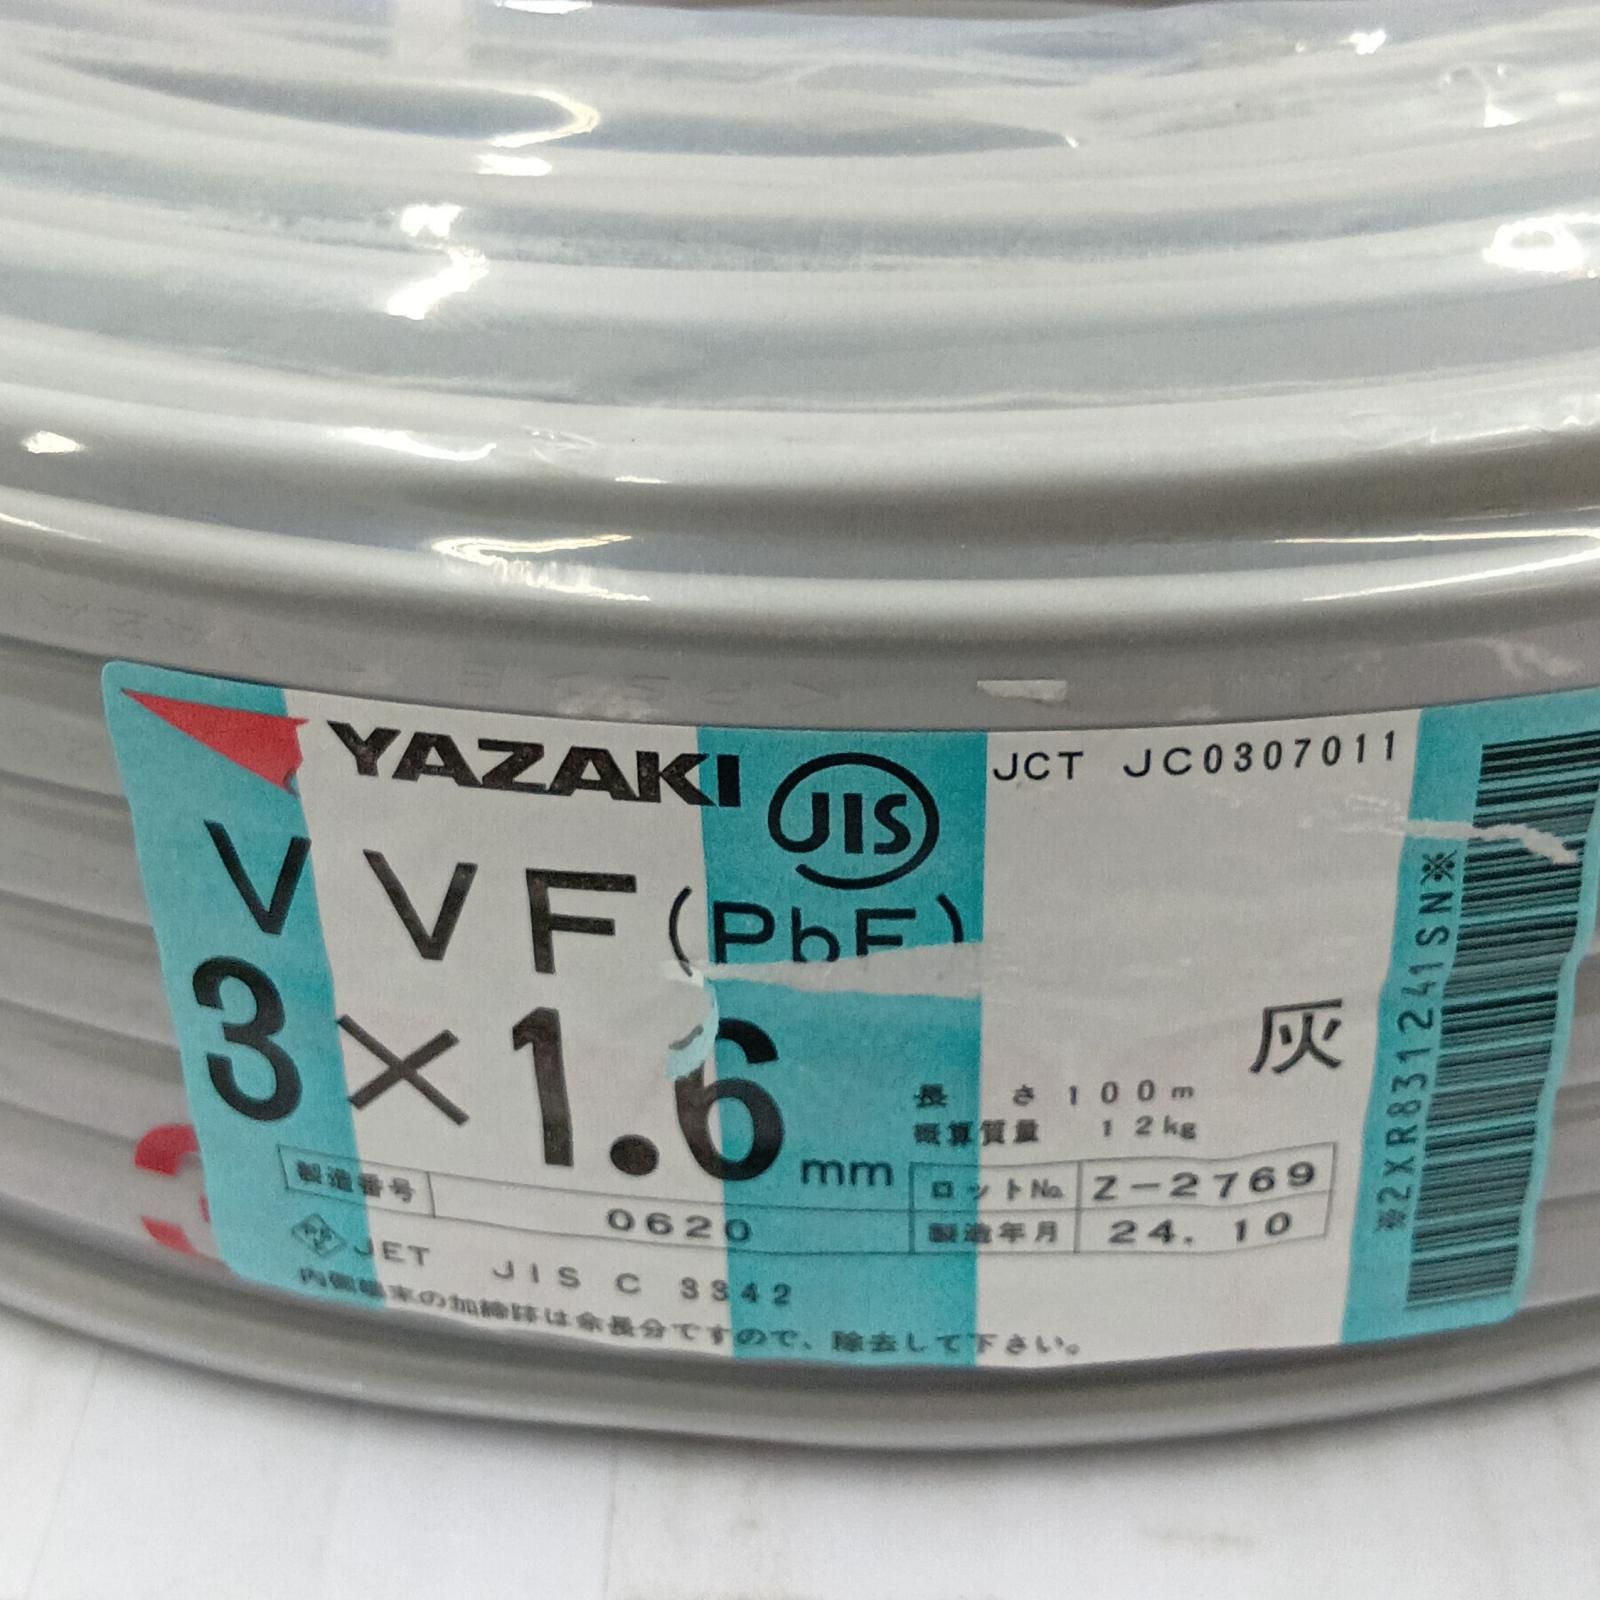 YAZAKI
JIS
JCT JC0307011
VVF(PbF)
3×1.6mm
灰
長 さ 100m
概算質量 12kg
製造番号 0620
ロットNo. Z-2769
製造年月 24.10
JET JIS C 3342
内側端末の加締跡は余長分ですので、除去して下さい。
※2XR831241SN※